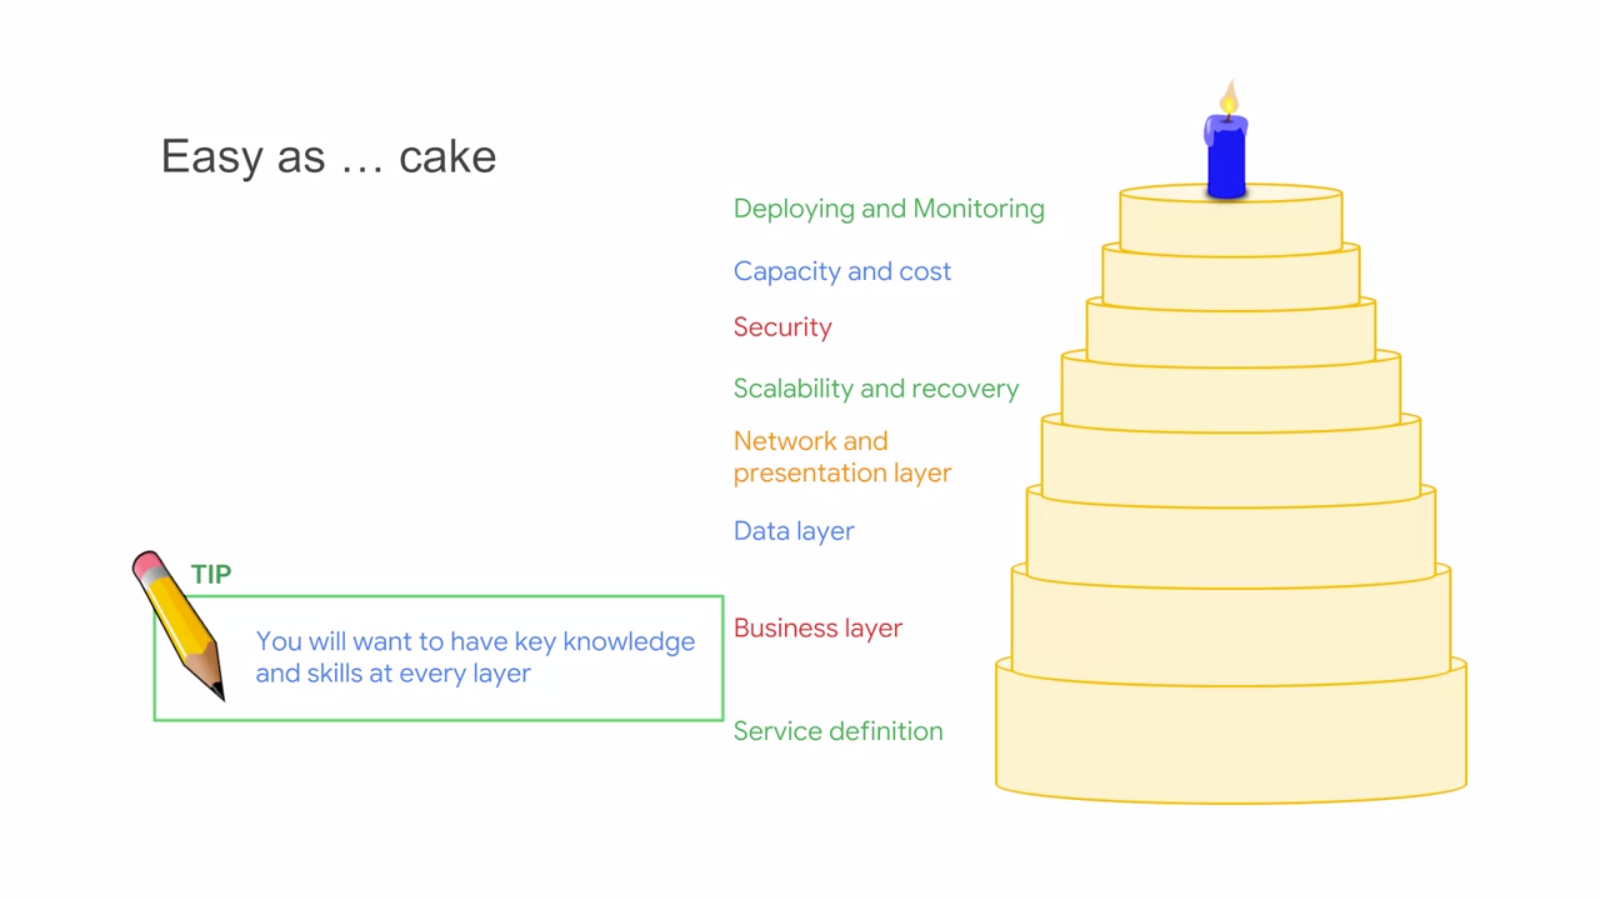 Easy as … cake
Deploying and Monitoring
Capacity and cost
Security
Scalability and recovery
Network and
presentation layer
Data layer
Business layer
Service definition
TIP
You will want to have key knowledge
and skills at every layer